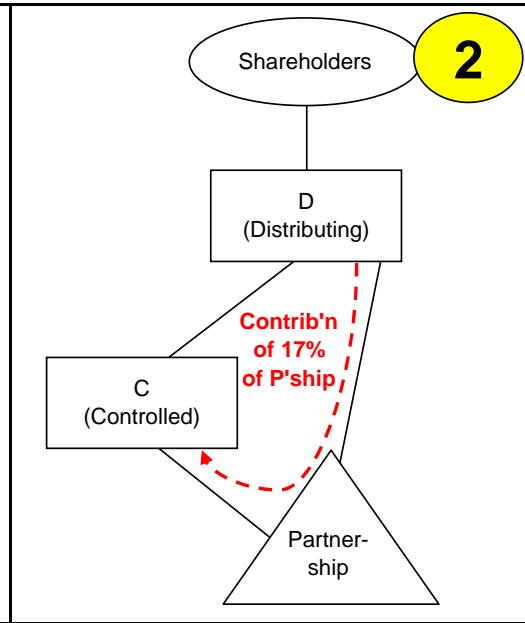 Shareholders
2
D
(Distributing)
Contrib'n
of 17%
of P'ship
C
(Controlled)
Partner-
ship